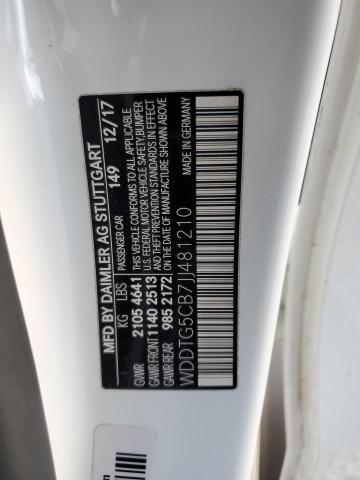 MFD BY DAIMLER AG STUTTGART
PASSENGER CAR 149 12/17
KG LBS
GVWR 2105 4641
GAWR FRONT 1140 2513
GAWR REAR 985 2172
THIS VEHICLE CONFORMS TO ALL APPLICABLE
U.S. FEDERAL MOTOR VEHICLE SAFETY, BUMPER
AND THEFT PREVENTION STANDARDS IN EFFECT
ON THE DATE OF MANUFACTURE SHOWN ABOVE
WDDTG5CB7JJ481210
MADE IN GERMANY